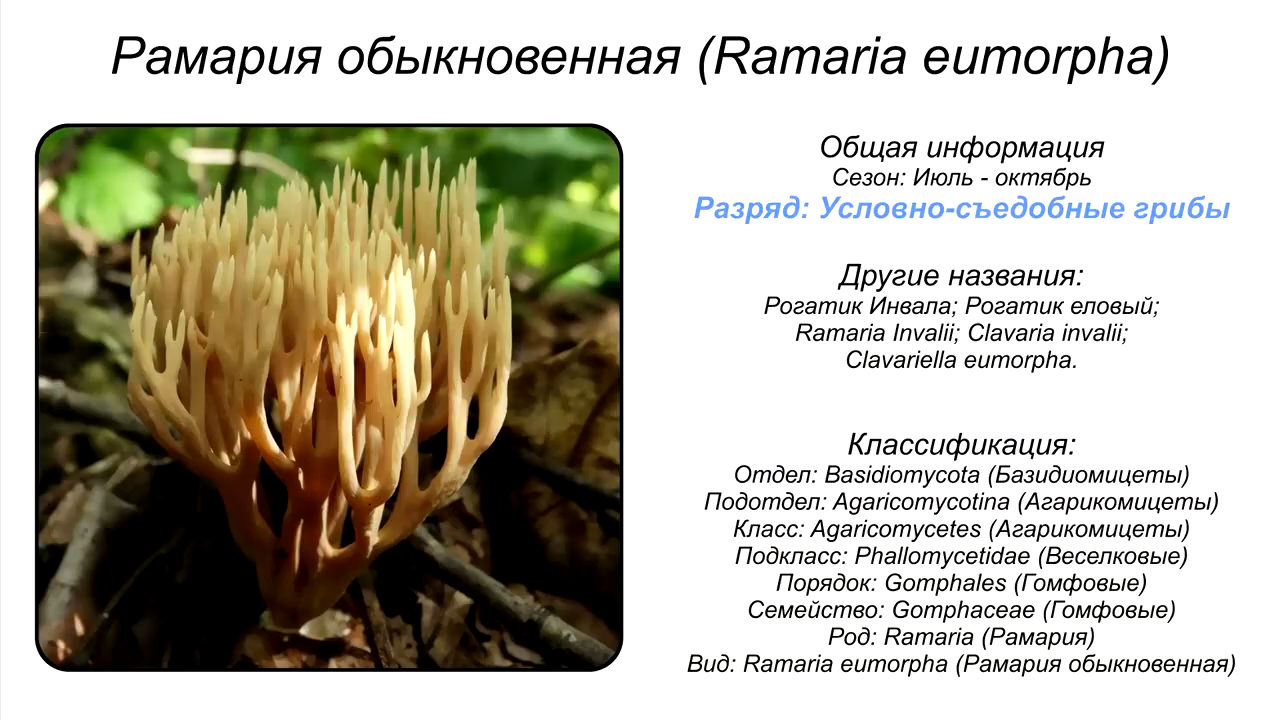 Рамария обыкновенная (Ramaria eumorpha)
Общая информация
Сезон: Июль - октябрь
Разряд: Условно-съедобные грибы
Другие названия:
Рогатик Инвала; Рогатик еловый;
Ramaria Invalii; Clavaria invalii;
Clavariella eumorpha.
Классификация:
Отдел: Basidiomycota (Базидиомицеты)
Подотдел: Agaricomycotina (Агарикомицеты)
Класс: Agaricomycetes (Агарикомицеты)
Подкласс: Phallomycetidae (Веселковые)
Порядок: Gomphales (Гомфовые)
Семейство: Gomphaceae (Гомфовые)
Род: Ramaria (Рамария)
Вид: Ramaria eumorpha (Рамария обыкновенная)